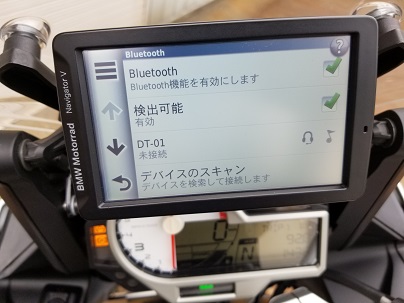 Bluetooth
?
Bluetooth
Bluetooth機能を有効にします
検出可能
有効
DT-01
未接続
デバイスのスキャン
デバイスを検索して接続します
BMW Motorrad
Navigator V
3
N